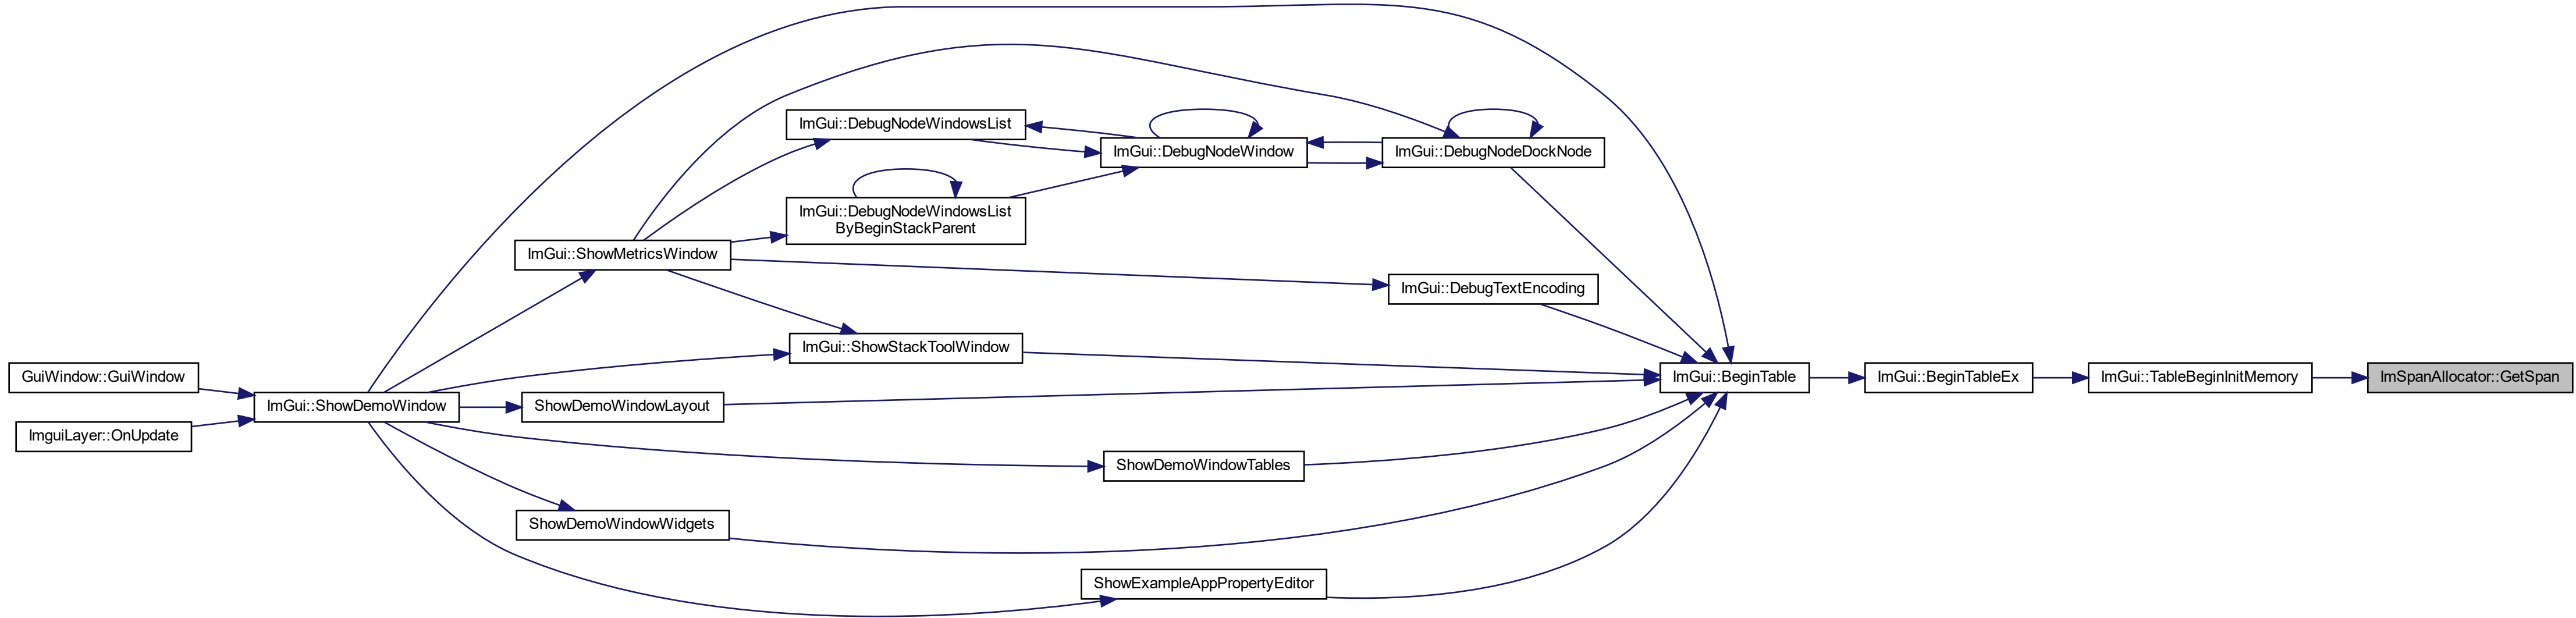 ImGui::DebugNodeWindowsList
ImGui::DebugNodeWindow
ImGui::DebugNodeDockNode
ImGui::DebugNodeWindowsList
ByBeginStackParent
ImGui::ShowMetricsWindow
ImGui::DebugTextEncoding
ImGui::ShowStackToolWindow
GuiWindow::GuiWindow
ImGui::BeginTable
ImGui::BeginTableEx
ImGui::TableBeginInitMemory
ImSpanAllocator::GetSpan
ImGui::ShowDemoWindow
ShowDemoWindowLayout
ImguiLayer::OnUpdate
ShowDemoWindowTables
ShowDemoWindowWidgets
ShowExampleAppPropertyEditor